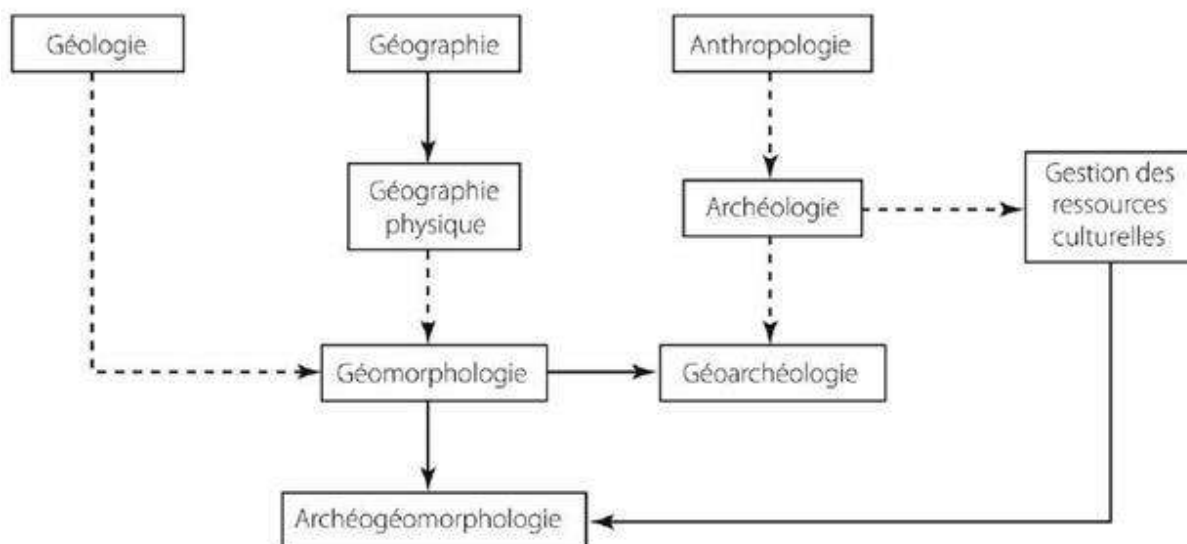 Géologie
Géographie
Anthropologie
Géographie
physique
Archéologie
Gestion des
ressources
culturelles
Géomorphologie
Géoarchéologie
Archéogéomorphologie